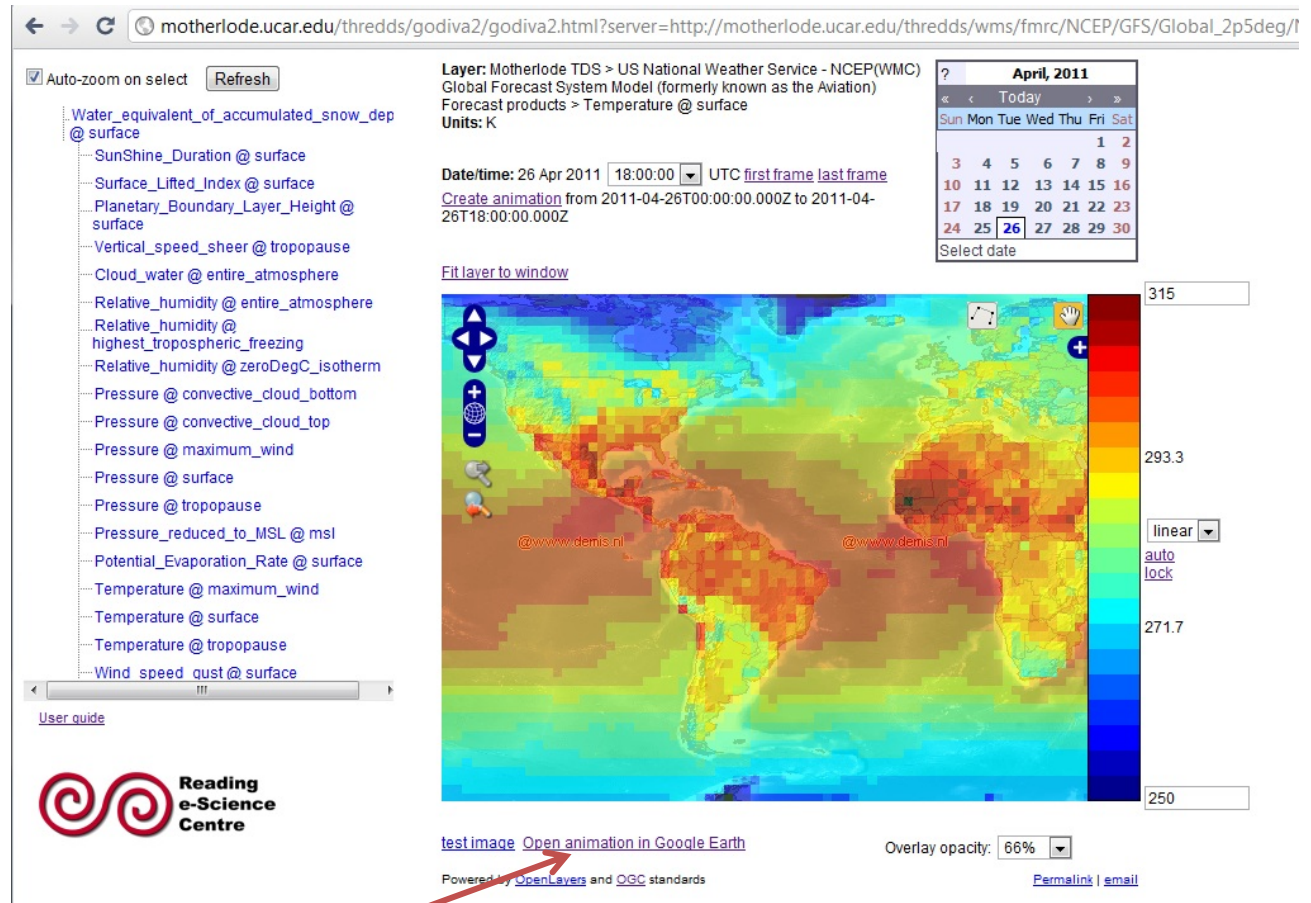 motherlode.ucar.edu/thredds/godiva2/godiva2.html?server=http://motherlode.ucar.edu/thredds/wms/fmrc/NCEP/GFS/Global_2p5deg/
Auto-zoom on select Refresh
Water_equivalent_of_accumulated_snow_dep
@ surface
SunShine_Duration @ surface
Surface_Lifted_Index @ surface
Planetary_Boundary_Layer_Height @
surface
Vertical_speed_sheer @ tropopause
Cloud_water @ entire_atmosphere
Relative_humidity @ entire_atmosphere
Relative_humidity @
highest_tropospheric_freezing
Relative_humidity @ zeroDegC_isotherm
Pressure @ convective_cloud_bottom
Pressure @ convective_cloud_top
Pressure @ maximum_wind
Pressure @ surface
Pressure @ tropopause
Pressure_reduced_to_MSL @ msl
Potential_Evaporation_Rate @ surface
Temperature @ maximum_wind
Temperature @ surface
Temperature @ tropopause
Wind_speed_gust @ surface
User guide
Reading
e-Science
Centre
Layer: Motherlode TDS > US National Weather Service - NCEP(WMC)
Global Forecast System Model (formerly known as the Aviation)
Forecast products > Temperature @ surface
Units: K
Date/time: 26 Apr 2011 18:00:00 UTC first frame last frame
Create animation from 2011-04-26T00:00:00.000Z to 2011-04-
26T18:00:00.000Z
Fit layer to window
? April, 2011
« ‹ Today › »
Sun Mon Tue Wed Thu Fri Sat
1 2
3 4 5 6 7 8 9
10 11 12 13 14 15 16
17 18 19 20 21 22 23
24 25 26 27 28 29 30
Select date
@www.demis.nl @www.demis.nl
315
293.3
linear
auto
lock
271.7
250
test image Open animation in Google Earth Overlay opacity: 66%
Powered by OpenLayers and OGC standards Permalink | email